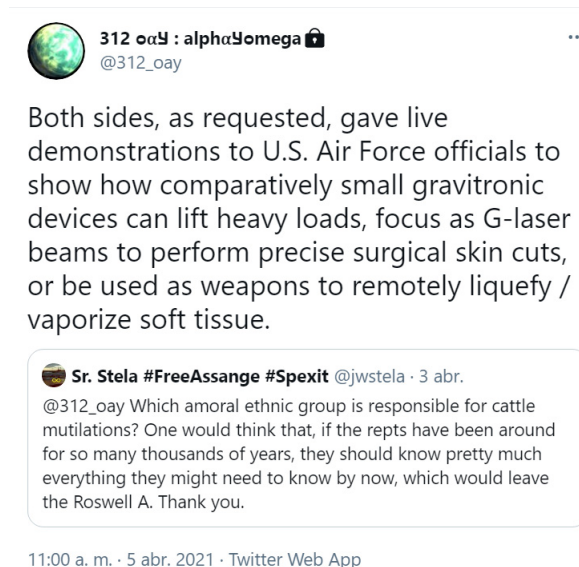 312 oαႸ : alphαႸomega
@312_oay
Both sides, as requested, gave live
demonstrations to U.S. Air Force officials to
show how comparatively small gravitronic
devices can lift heavy loads, focus as G-laser
beams to perform precise surgical skin cuts,
or be used as weapons to remotely liquefy /
vaporize soft tissue.
Sr. Stela #FreeAssange #Spexit @jwstela · 3 abr.
@312_oay Which amoral ethnic group is responsible for cattle
mutilations? One would think that, if the repts have been around
for so many thousands of years, they should know pretty much
everything they might need to know by now, which would leave
the Roswell A. Thank you.
11:00 a. m. · 5 abr. 2021 · Twitter Web App